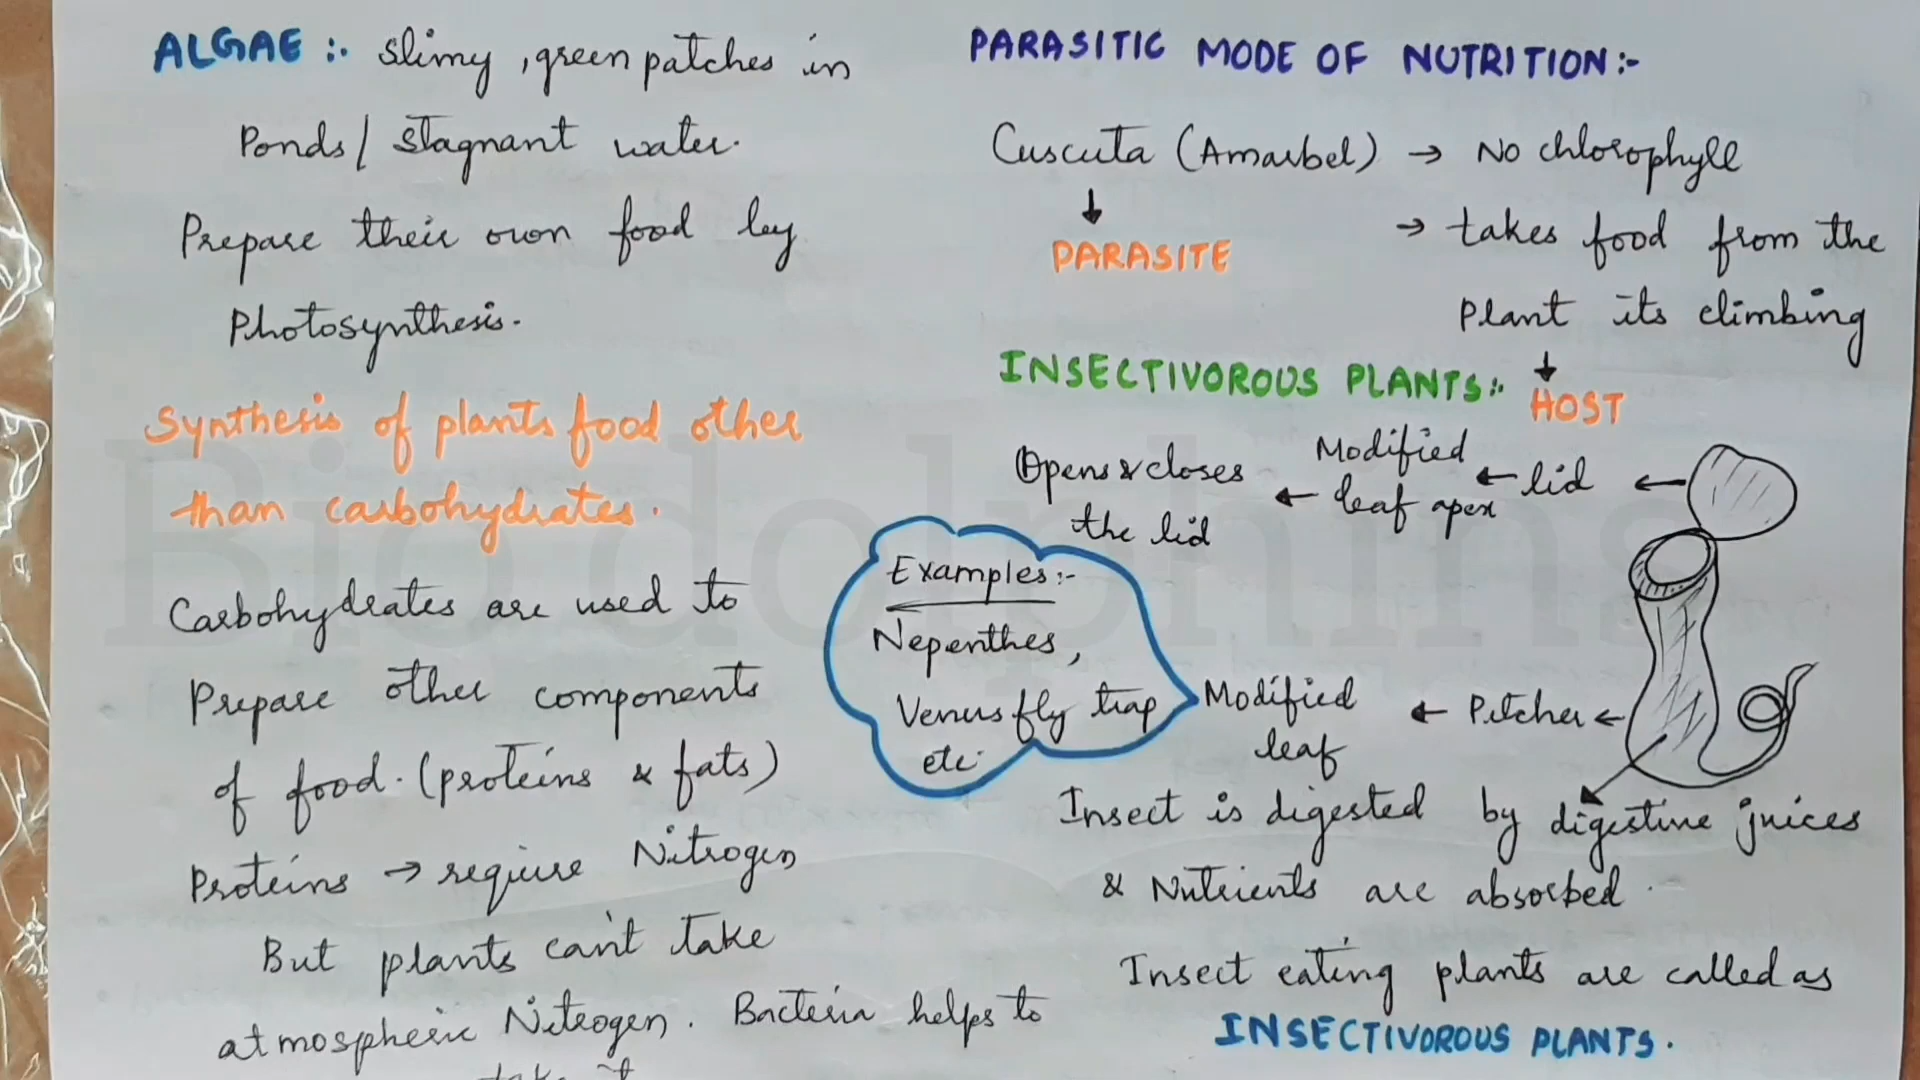 ALGAE :- slimy, green patches in
Ponds / stagnant water.
Prepare their own food by
Photosynthesis.
Synthesis of plants food other
than carbohydrates.
Carbohydrates are used to
Prepare other components
of food. (proteins & fats)
Proteins → require Nitrogen
But plants can't take
atmospheric Nitrogen. Bacteria helps to
take it
PARASITIC MODE OF NUTRITION :-
Cuscuta (Amarbel) → No chlorophyll
↓
PARASITE
→ takes food from the
Plant its climbing
↓
HOST
INSECTIVOROUS PLANTS :-
Opens & closes
the lid
← Modified
leaf apex
← lid ←
Examples :-
Nepenthes,
Venus fly trap
etc.
Modified
leaf
← Pitcher ←
Insect is digested by digestive juices
& Nutrients are absorbed.
Insect eating plants are called as
INSECTIVOROUS PLANTS.
Biodolphins